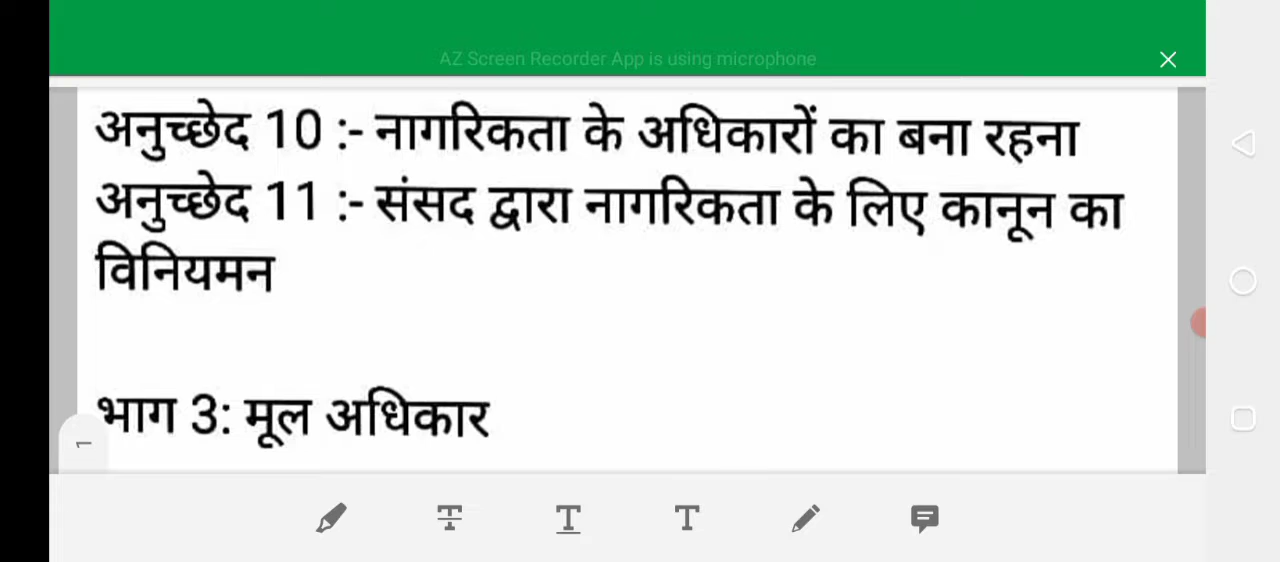 AZ Screen Recorder App is using microphone
अनुच्छेद 10 :- नागरिकता के अधिकारों का बना रहना
अनुच्छेद 11 :- संसद द्वारा नागरिकता के लिए कानून का
विनियमन
भाग 3: मूल अधिकार
1
T T T